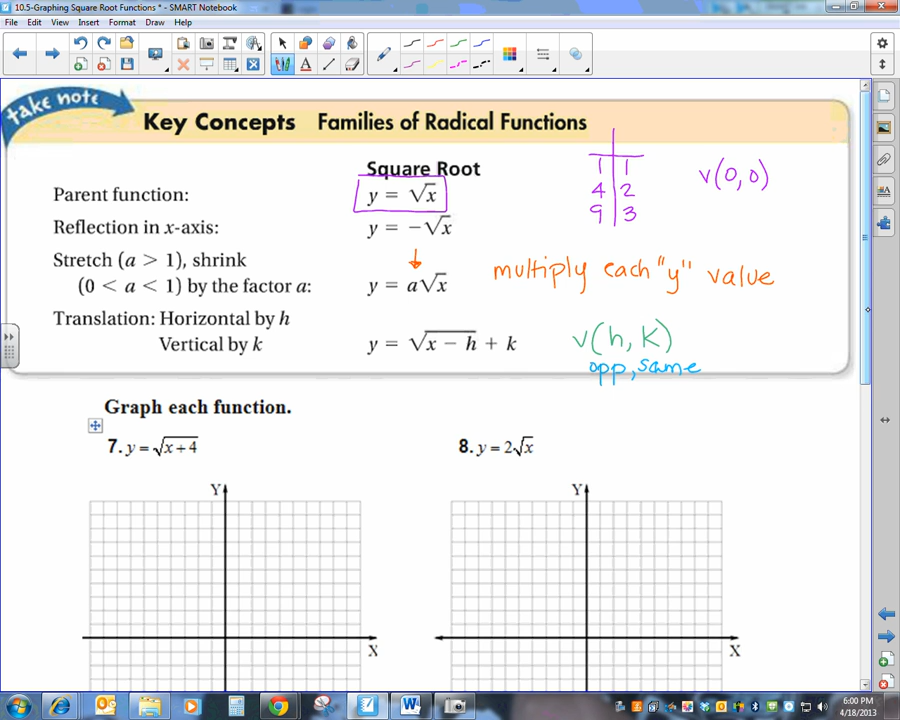 10.5-Graphing Square Root Functions * - SMART Notebook
File Edit View Insert Format Draw Help
take note
Key Concepts Families of Radical Functions
Square Root
Parent function: y = √x
Reflection in x-axis: y = −√x
Stretch (a > 1), shrink
(0 < a < 1) by the factor a: y = a√x
Translation: Horizontal by h
Vertical by k y = √x − h + k
1 1
4 2
9 3
v(0,0)
multiply each "y" value
v(h, k)
opp, same
Graph each function.
7. y = √x+4
8. y = 2√x
Y
X
Y
X
6:00 PM
4/18/2013